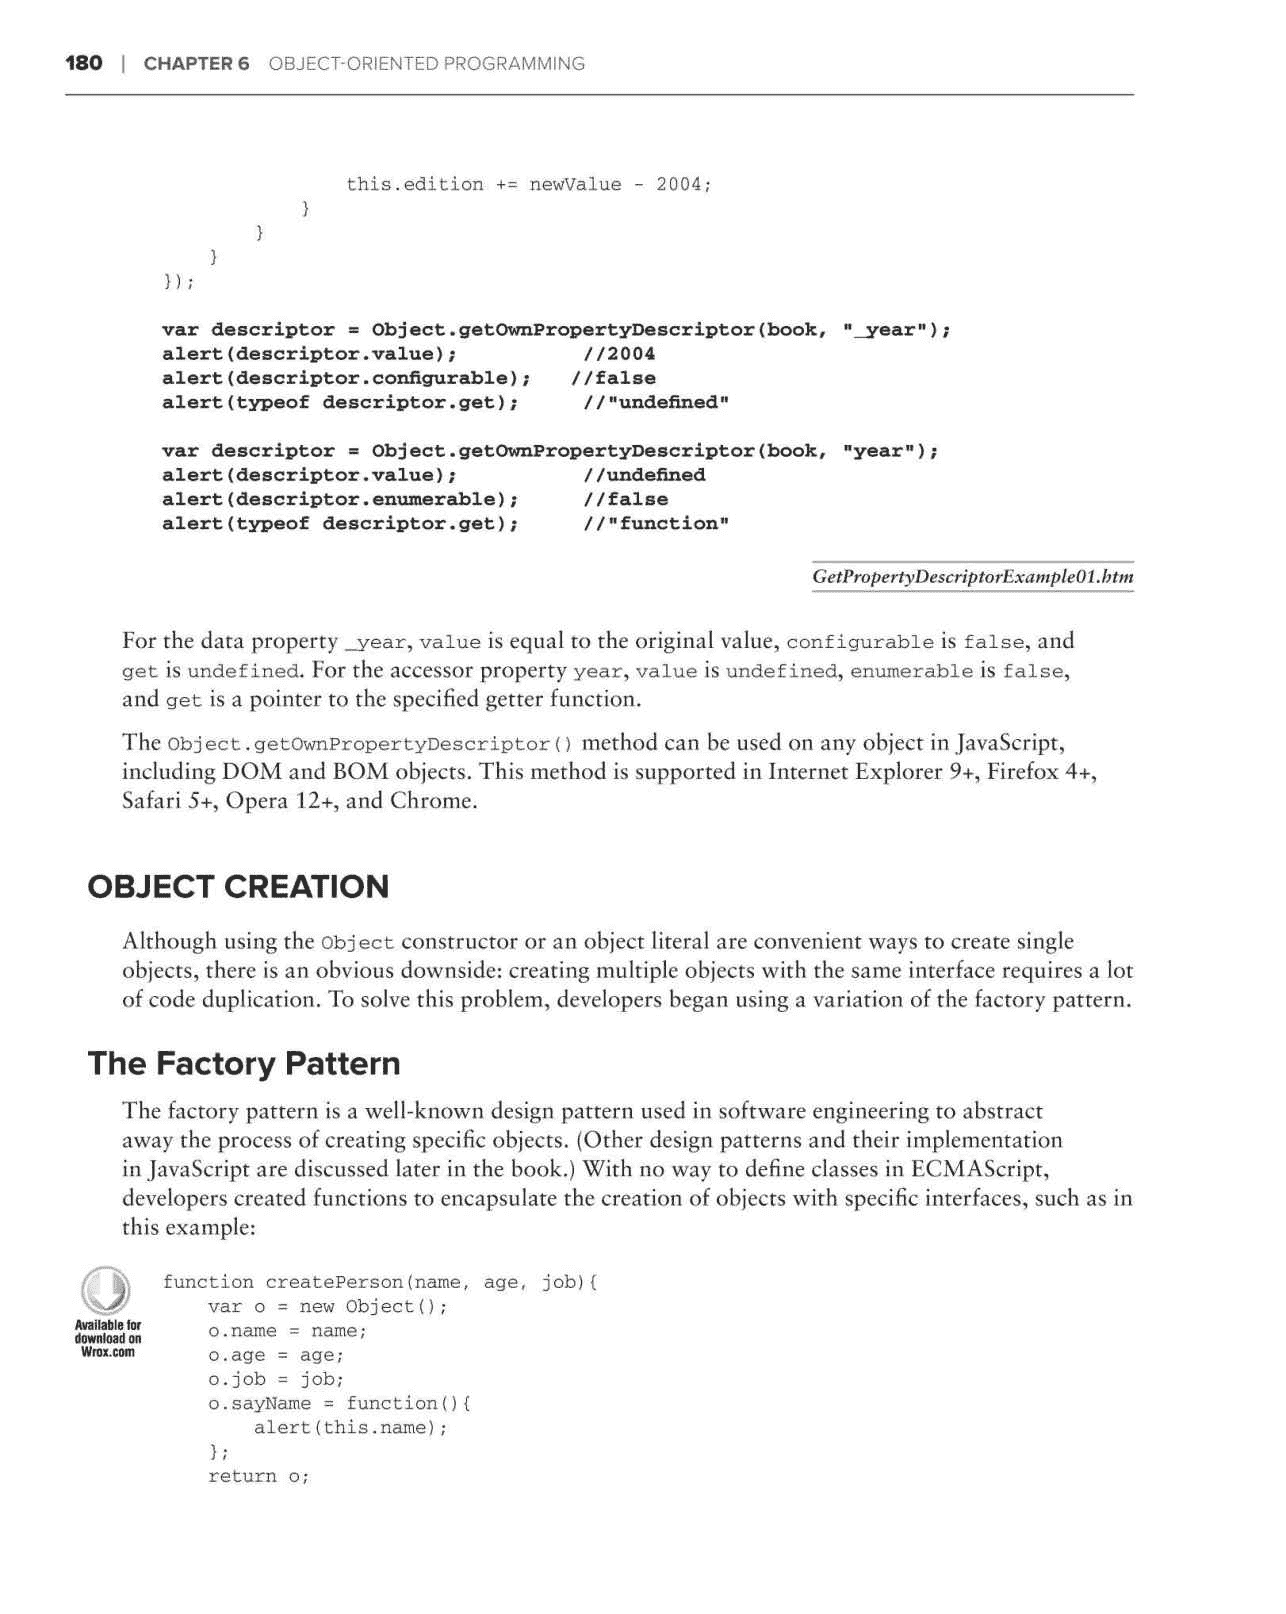 180 | CHAPTER 6 OBJECT-ORIENTED PROGRAMMING
this.edition += newValue - 2004;
}
}
}
});
var descriptor = Object.getOwnPropertyDescriptor(book, "_year");
alert(descriptor.value); //2004
alert(descriptor.configurable); //false
alert(typeof descriptor.get); //"undefined"
var descriptor = Object.getOwnPropertyDescriptor(book, "year");
alert(descriptor.value); //undefined
alert(descriptor.enumerable); //false
alert(typeof descriptor.get); //"function"
GetPropertyDescriptorExample01.htm
For the data property _year, value is equal to the original value, configurable is false, and
get is undefined. For the accessor property year, value is undefined, enumerable is false,
and get is a pointer to the specified getter function.
The Object.getOwnPropertyDescriptor() method can be used on any object in JavaScript,
including DOM and BOM objects. This method is supported in Internet Explorer 9+, Firefox 4+,
Safari 5+, Opera 12+, and Chrome.
OBJECT CREATION
Although using the Object constructor or an object literal are convenient ways to create single
objects, there is an obvious downside: creating multiple objects with the same interface requires a lot
of code duplication. To solve this problem, developers began using a variation of the factory pattern.
The Factory Pattern
The factory pattern is a well-known design pattern used in software engineering to abstract
away the process of creating specific objects. (Other design patterns and their implementation
in JavaScript are discussed later in the book.) With no way to define classes in ECMAScript,
developers created functions to encapsulate the creation of objects with specific interfaces, such as in
this example:
Available for
download on
Wrox.com
function createPerson(name, age, job){
var o = new Object();
o.name = name;
o.age = age;
o.job = job;
o.sayName = function(){
alert(this.name);
};
return o;